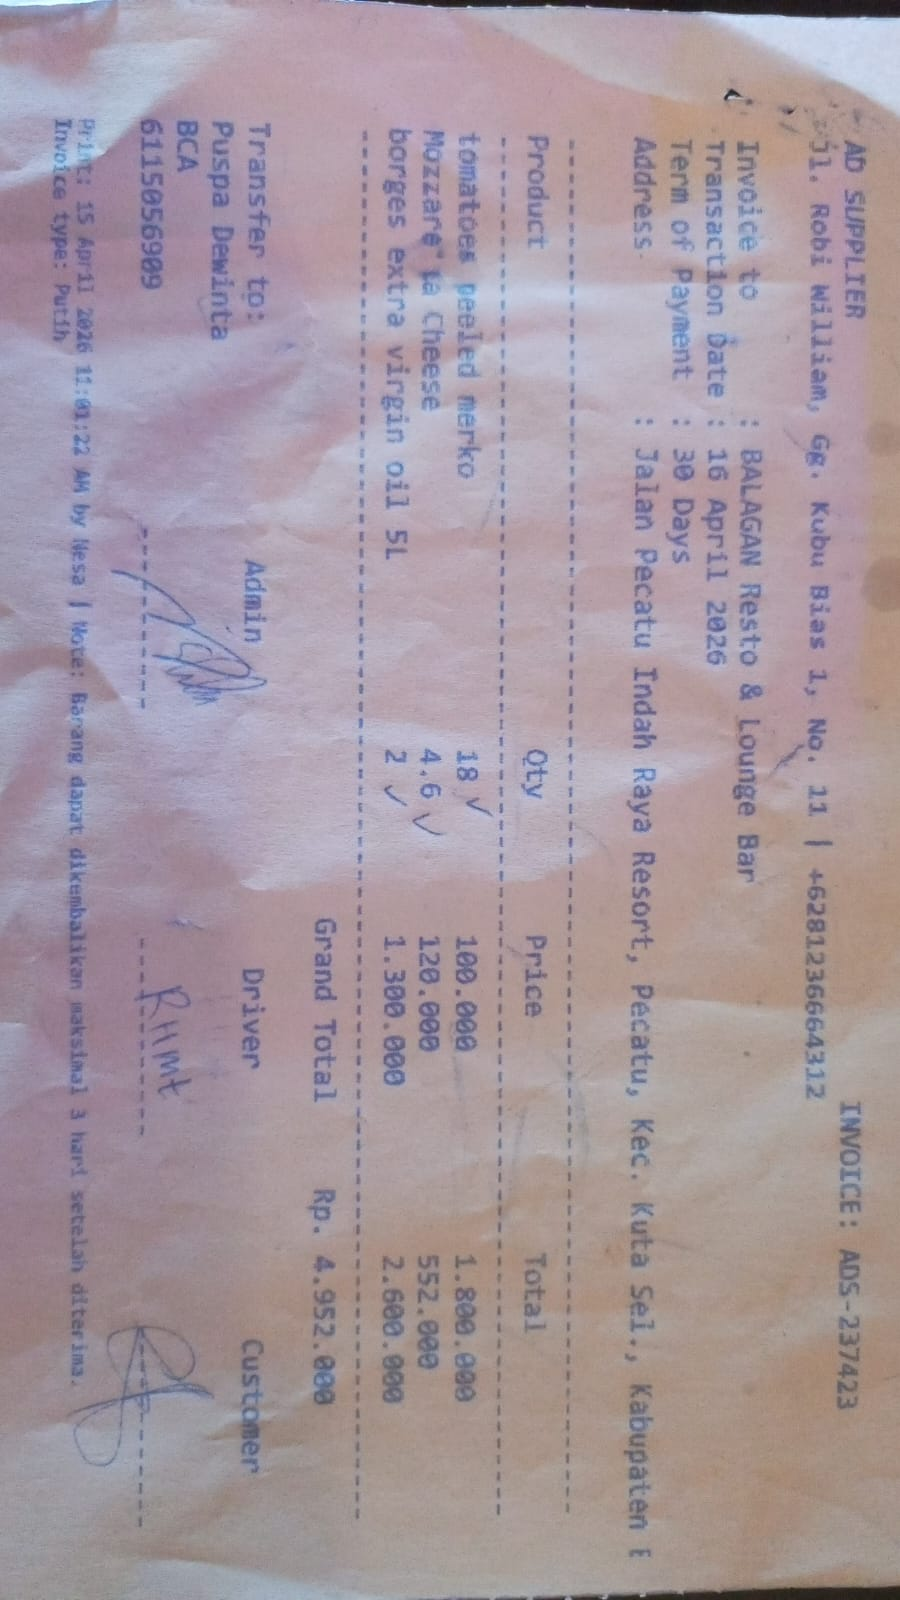 AD SUPPLIER INVOICE: ADS-237423
Jl. Robi William, Gg. Kubu Bias 1, No. 11 | +6281236664312
Invoice to : BALAGAN Resto & Lounge Bar
Transaction Date : 16 April 2026
Term of Payment : 30 Days
Address : Jalan Pecatu Indah Raya Resort, Pecatu, Kec. Kuta Sel., Kabupaten B
Product Qty Price Total
tomatoes peeled merko 18 ✓ 100.000 1.800.000
Mozzarella Cheese 4.6 ✓ 120.000 552.000
borges extra virgin oil 5L 2 ✓ 1.300.000 2.600.000
Grand Total Rp. 4.952.000
Transfer to: Admin Driver Customer
Puspa Dewinta
BCA
6115056909
Print: 15 April 2026 11:01:22 AM by Nesa | Note: Barang dapat dikembalikan maksimal 3 hari setelah diterima.
Invoice type: Putih